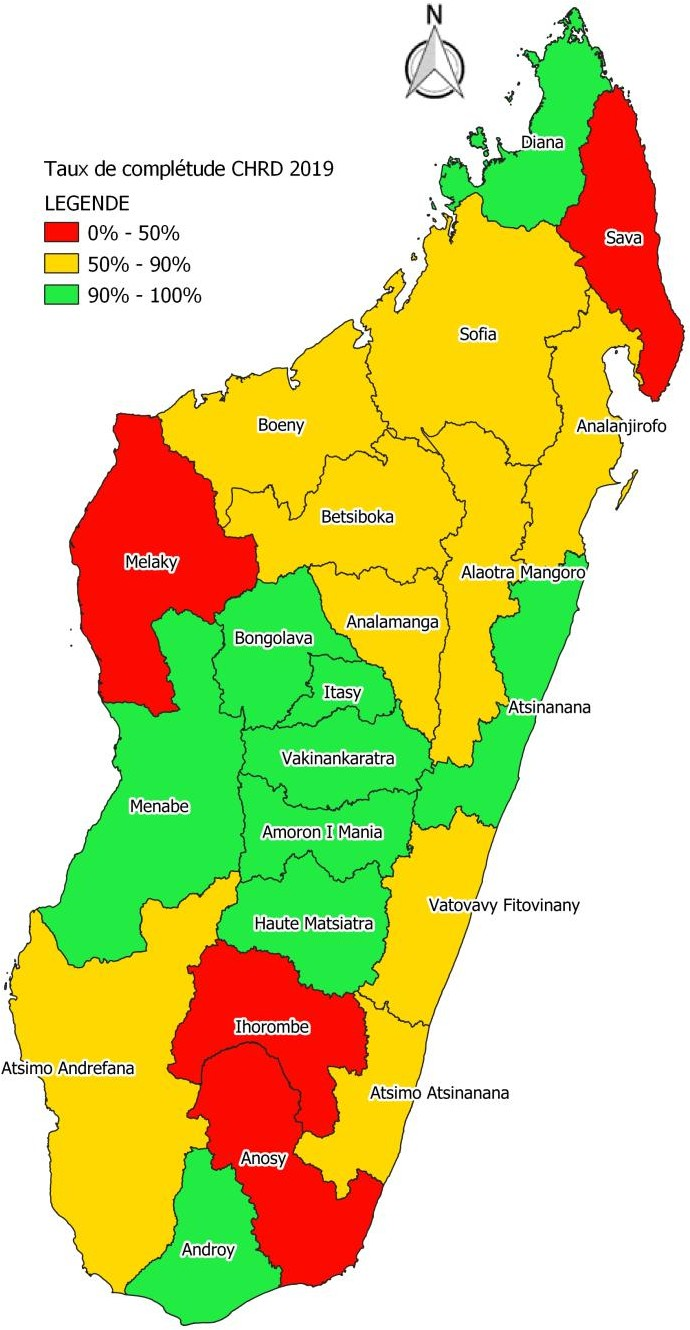 N
Taux de complétude CHRD 2019
LEGENDE
0% - 50%
50% - 90%
90% - 100%
Diana
Sava
Sofia
Boeny
Analanjirofo
Betsiboka
Melaky
Alaotra Mangoro
Analamanga
Bongolava
Itasy
Atsinanana
Vakinankaratra
Menabe
Amoron I Mania
Vatovavy Fitovinany
Haute Matsiatra
Ihorombe
Atsimo Andrefana
Atsimo Atsinanana
Anosy
Androy